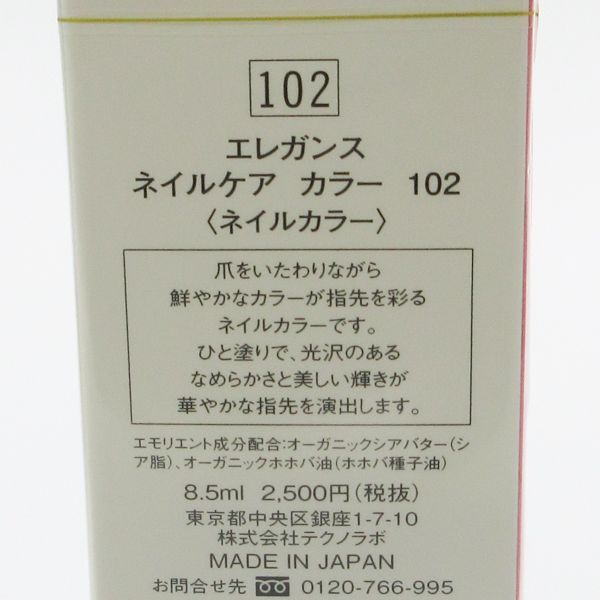 102
エレガンス
ネイルケア カラー 102
〈ネイルカラー〉
爪をいたわりながら
鮮やかなカラーが指先を彩る
ネイルカラーです。
ひと塗りで、光沢のある
なめらかさと美しい輝きが
華やかな指先を演出します。
エモリエント成分配合:オーガニックシアバター(シ
ア脂)、オーガニックホホバ油(ホホバ種子油)
8.5ml 2,500円(税抜)
東京都中央区銀座1-7-10
株式会社テクノラボ
MADE IN JAPAN
お問合せ先 0120-766-995